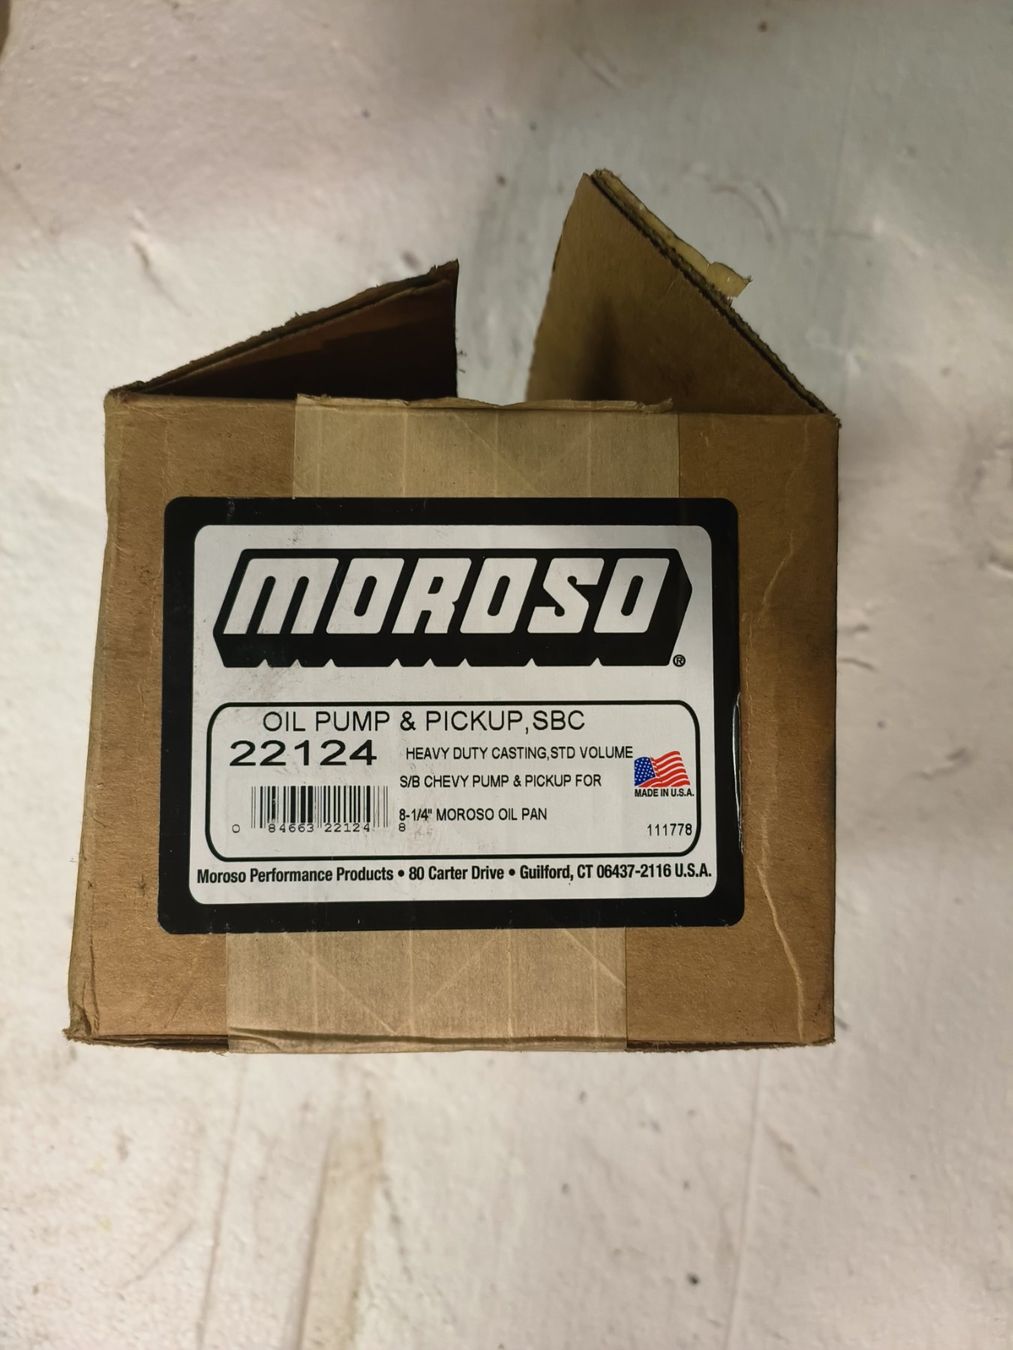 MOROSO®
OIL PUMP & PICKUP,SBC
22124 HEAVY DUTY CASTING,STD VOLUME
S/B CHEVY PUMP & PICKUP FOR
MADE IN U.S.A.
8-1/4" MOROSO OIL PAN
0 84663 22124 8
111778
Moroso Performance Products • 80 Carter Drive • Guilford, CT 06437-2116 U.S.A.